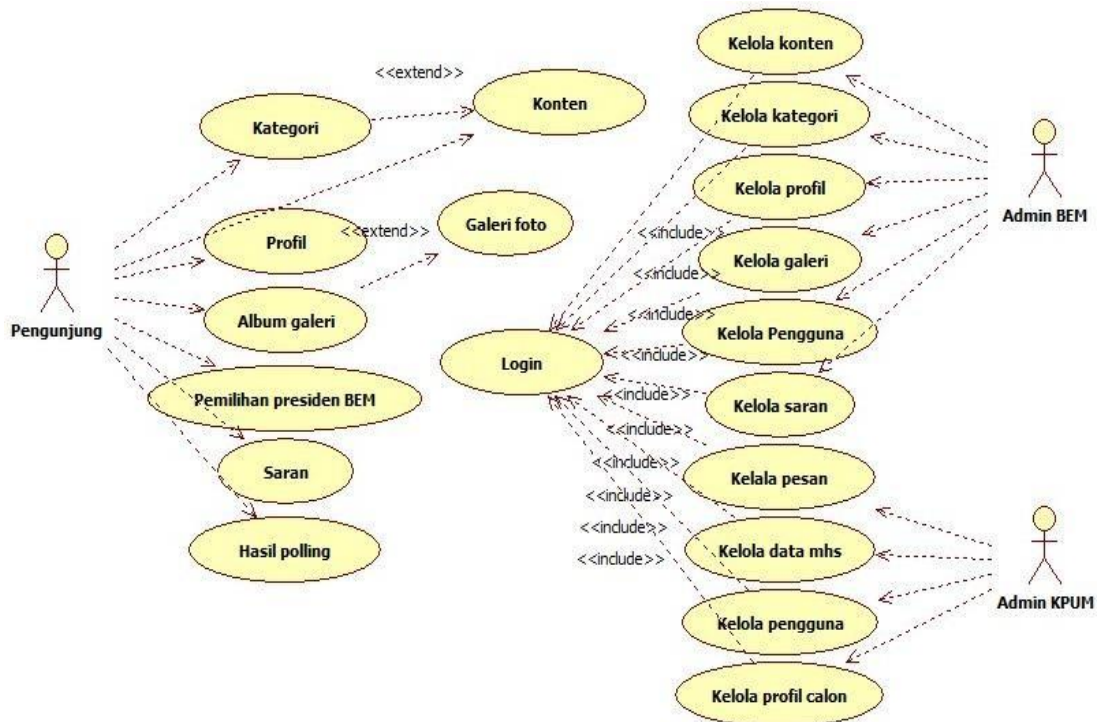 Kelola konten
<<extend>>
Konten
Kategori
Kelola kategori
Kelola profil
Admin BEM
Galeri foto
Profil
<<extend>>
<<include>>
Kelola galeri
<<include>>
Pengunjung
Album galeri
<<include>>
Kelola Pengguna
Login
<<include>>
Pemilihan presiden BEM
<<include>>
Kelola saran
<<include>>
Saran
<<include>>
Kelala pesan
<<include>>
Hasil polling
<<include>>
Kelola data mhs
<<include>>
Admin KPUM
Kelola pengguna
Kelola profil calon